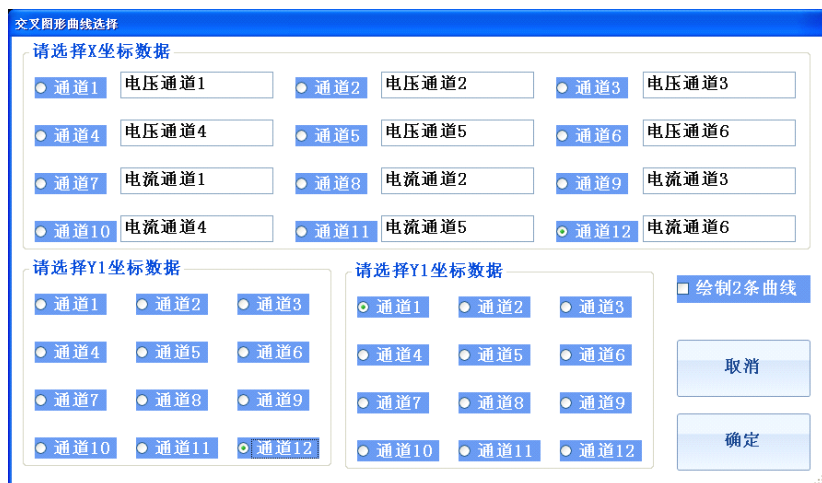 交叉图形曲线选择
请选择X坐标数据
通道1 电压通道1 通道2 电压通道2 通道3 电压通道3
通道4 电压通道4 通道5 电压通道5 通道6 电压通道6
通道7 电流通道1 通道8 电流通道2 通道9 电流通道3
通道10 电流通道4 通道11 电流通道5 通道12 电流通道6
请选择Y1坐标数据
通道1 通道2 通道3
通道4 通道5 通道6
通道7 通道8 通道9
通道10 通道11 通道12
请选择Y1坐标数据
通道1 通道2 通道3
通道4 通道5 通道6
通道7 通道8 通道9
通道10 通道11 通道12
绘制2条曲线
取消
确定